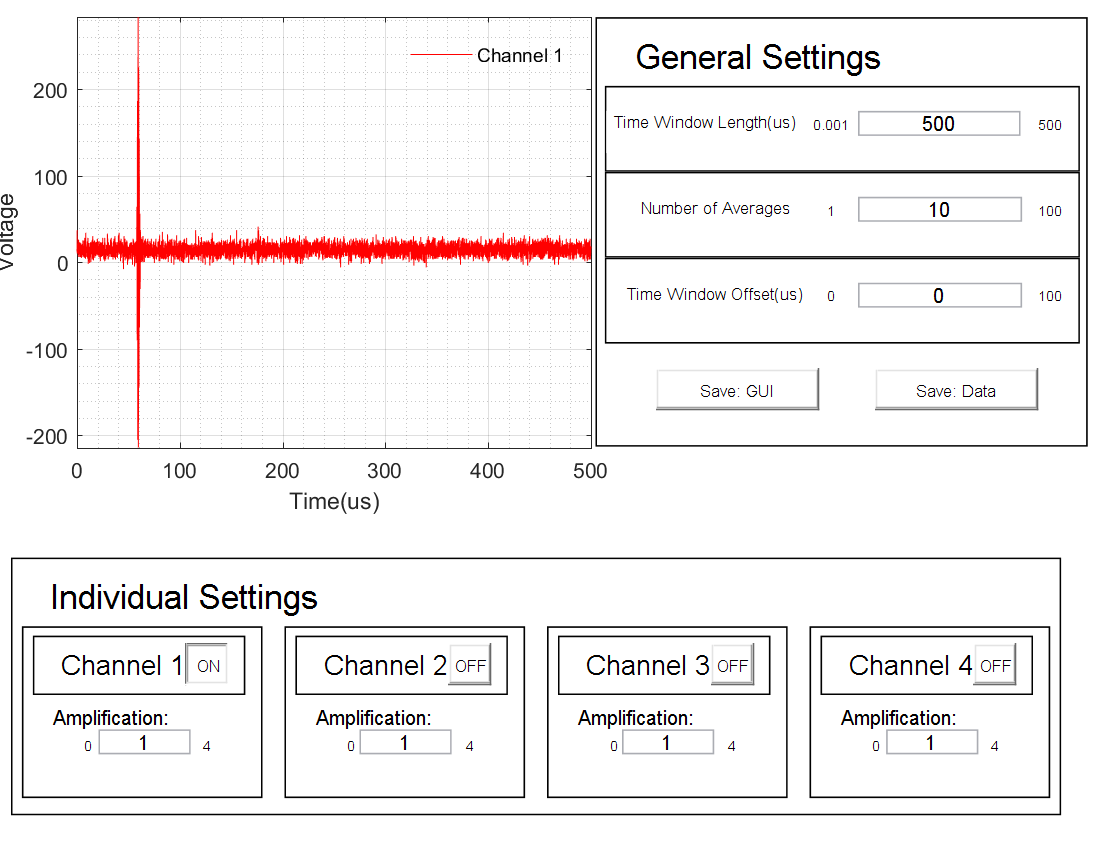 Channel 1
200
100
0
-100
-200
Voltage
0 100 200 300 400 500
Time(us)
General Settings
Time Window Length(us) 0.001 500 500
Number of Averages 1 10 100
Time Window Offset(us) 0 0 100
Save: GUI Save: Data
Individual Settings
Channel 1 ON
Amplification:
0 1 4
Channel 2 OFF
Amplification:
0 1 4
Channel 3 OFF
Amplification:
0 1 4
Channel 4 OFF
Amplification:
0 1 4